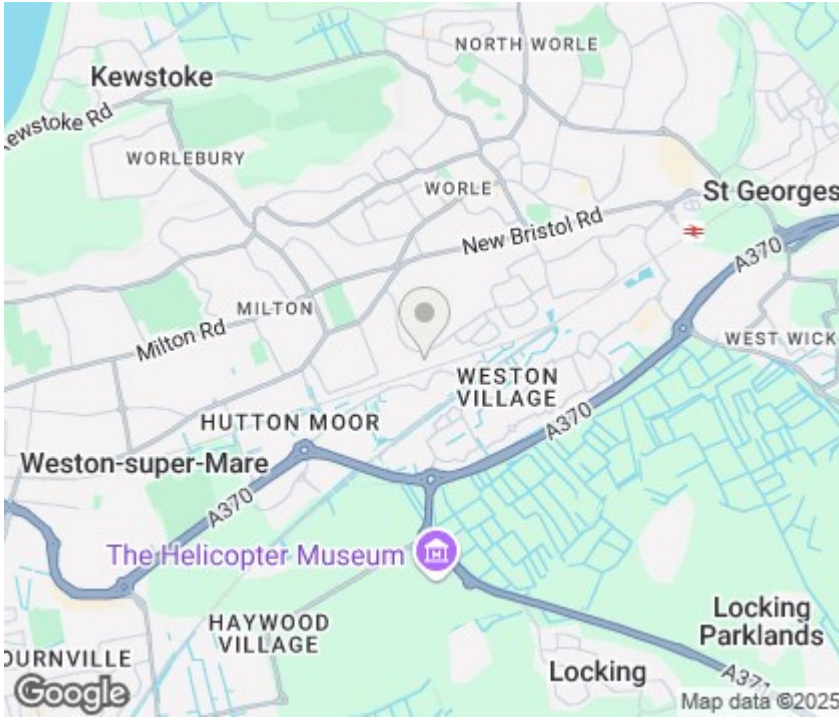 NORTH WORLE
Kewstoke
ewstoke Rd
WORLEBURY
WORLE
St Georges
New Bristol Rd
A370
MILTON
Milton Rd
WEST WICK
WESTON
VILLAGE
HUTTON MOOR
A370
Weston-super-Mare
A370
The Helicopter Museum
HAYWOOD
VILLAGE
Locking
Parklands
OURNVILLE
Locking
A371
Google
Map data ©2025